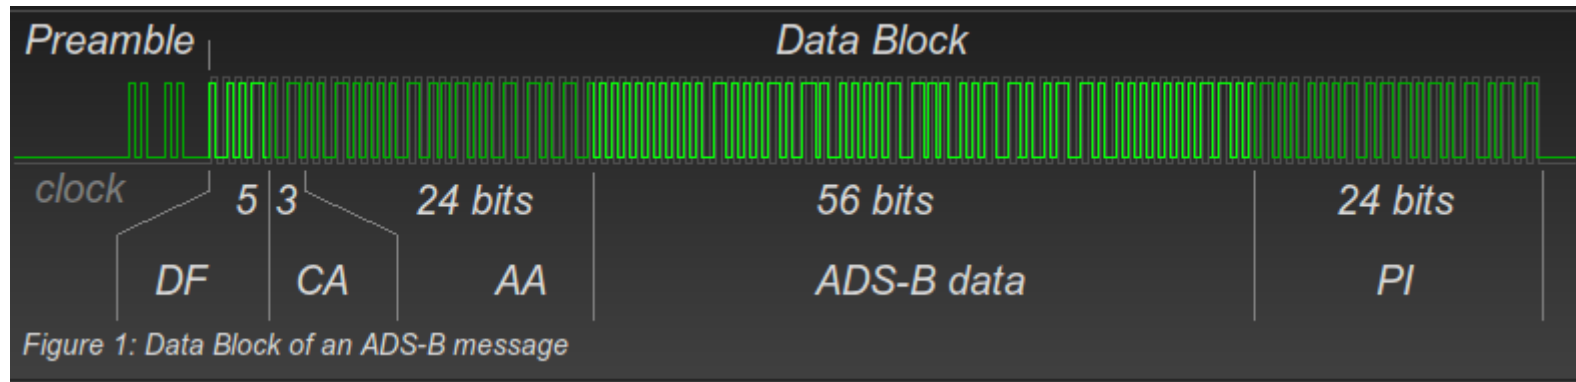 Preamble Data Block
clock 5 3 24 bits 56 bits 24 bits
DF CA AA ADS-B data PI
Figure 1: Data Block of an ADS-B message